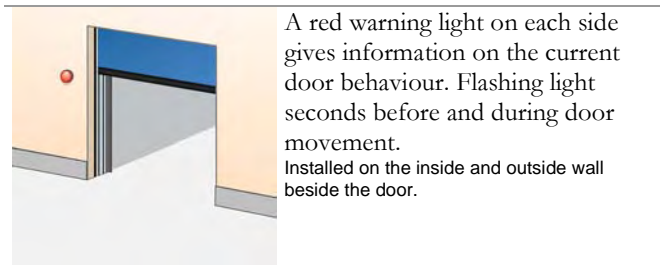 A red warning light on each side
gives information on the current
door behaviour. Flashing light
seconds before and during door
movement.
Installed on the inside and outside wall
beside the door.